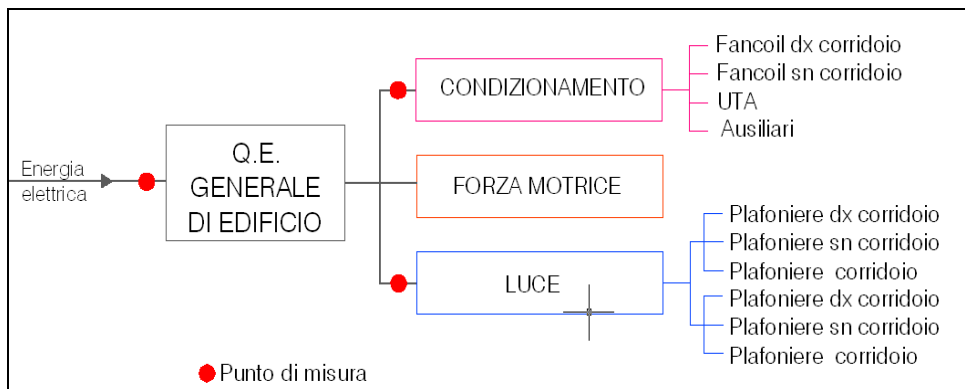 Energia
elettrica
Q.E.
GENERALE
DI EDIFICIO
CONDIZIONAMENTO
Fancoil dx corridoio
Fancoil sn corridoio
UTA
Ausiliari
FORZA MOTRICE
LUCE
Plafoniere dx corridoio
Plafoniere sn corridoio
Plafoniere corridoio
Plafoniere dx corridoio
Plafoniere sn corridoio
Plafoniere corridoio
Punto di misura